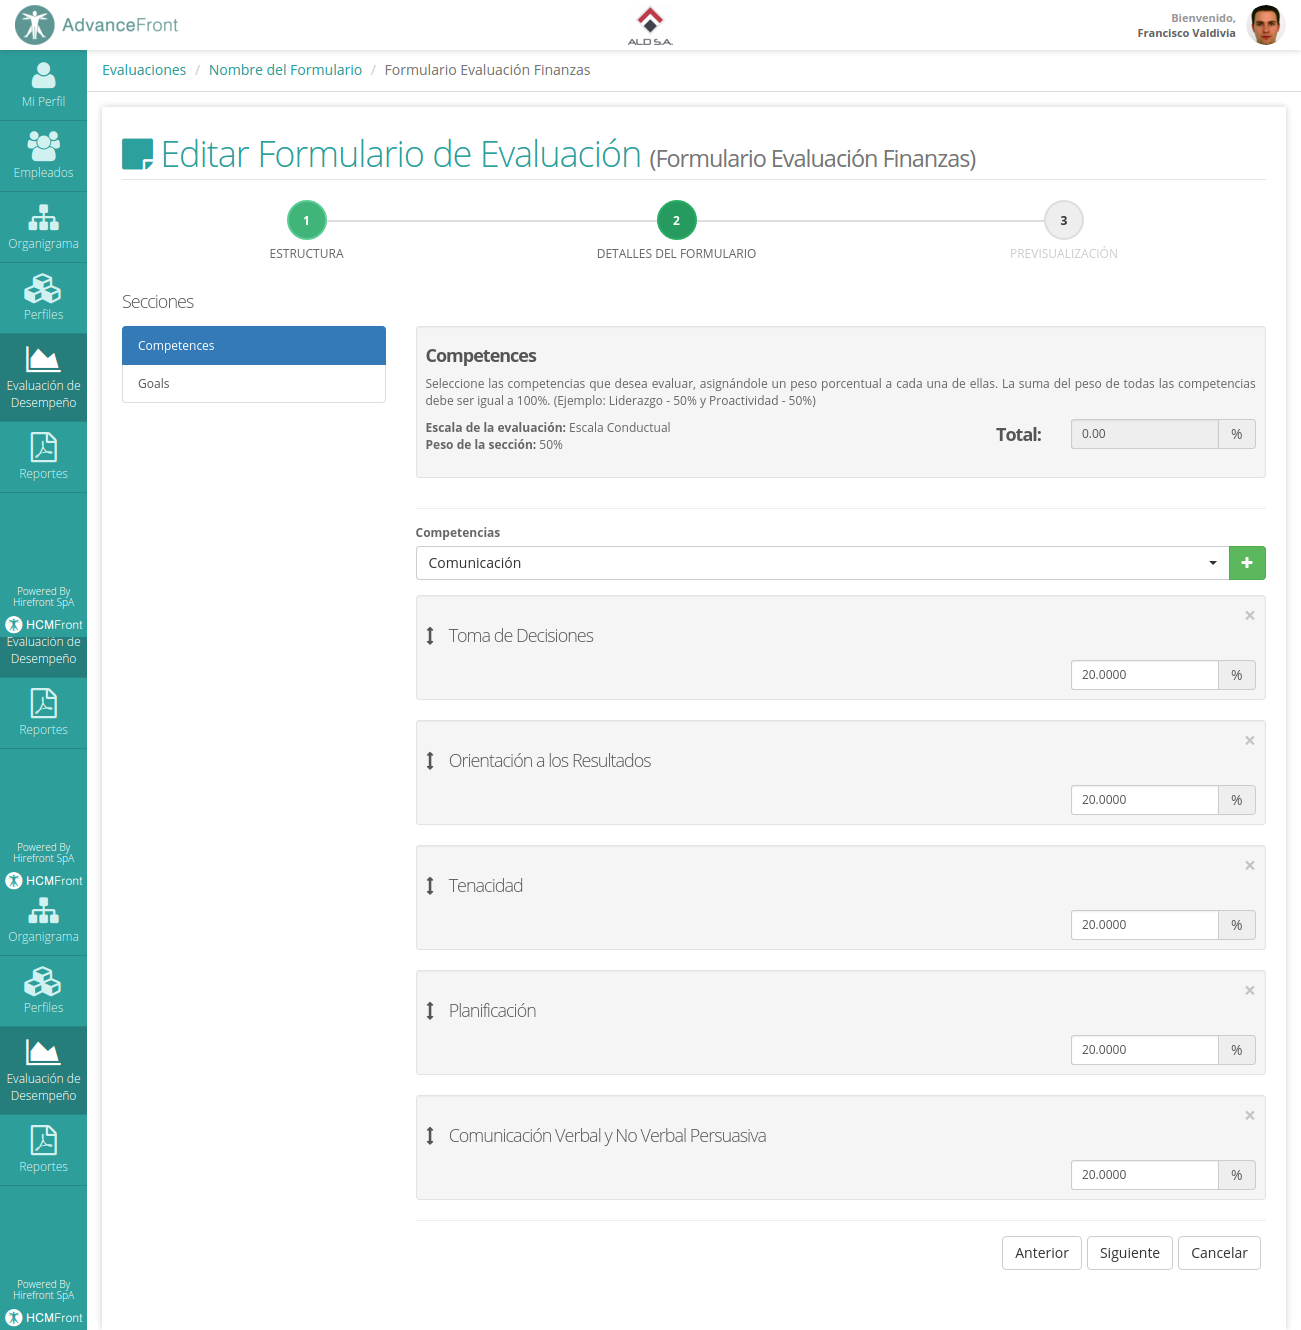 AdvanceFront
ALD S.A.
Bienvenido,
Francisco Valdivia
Mi Perfil
Empleados
Organigrama
Perfiles
Evaluación de
Desempeño
Reportes
Powered By
Hirefront SpA
HCMFront
Evaluación de
Desempeño
Reportes
Powered By
Hirefront SpA
HCMFront
Organigrama
Perfiles
Evaluación de
Desempeño
Reportes
Powered By
Hirefront SpA
HCMFront
Evaluaciones / Nombre del Formulario / Formulario Evaluación Finanzas
Editar Formulario de Evaluación (Formulario Evaluación Finanzas)
1 2 3
ESTRUCTURA DETALLES DEL FORMULARIO PREVISUALIZACIÓN
Secciones
Competences
Goals
Competences
Seleccione las competencias que desea evaluar, asignándole un peso porcentual a cada una de ellas. La suma del peso de todas las competencias
debe ser igual a 100%. (Ejemplo: Liderazgo - 50% y Proactividad - 50%)
Escala de la evaluación: Escala Conductual
Peso de la sección: 50%
Total: 0.00 %
Competencias
Comunicación
Toma de Decisiones
20.0000 %
Orientación a los Resultados
20.0000 %
Tenacidad
20.0000 %
Planificación
20.0000 %
Comunicación Verbal y No Verbal Persuasiva
20.0000 %
Anterior Siguiente Cancelar